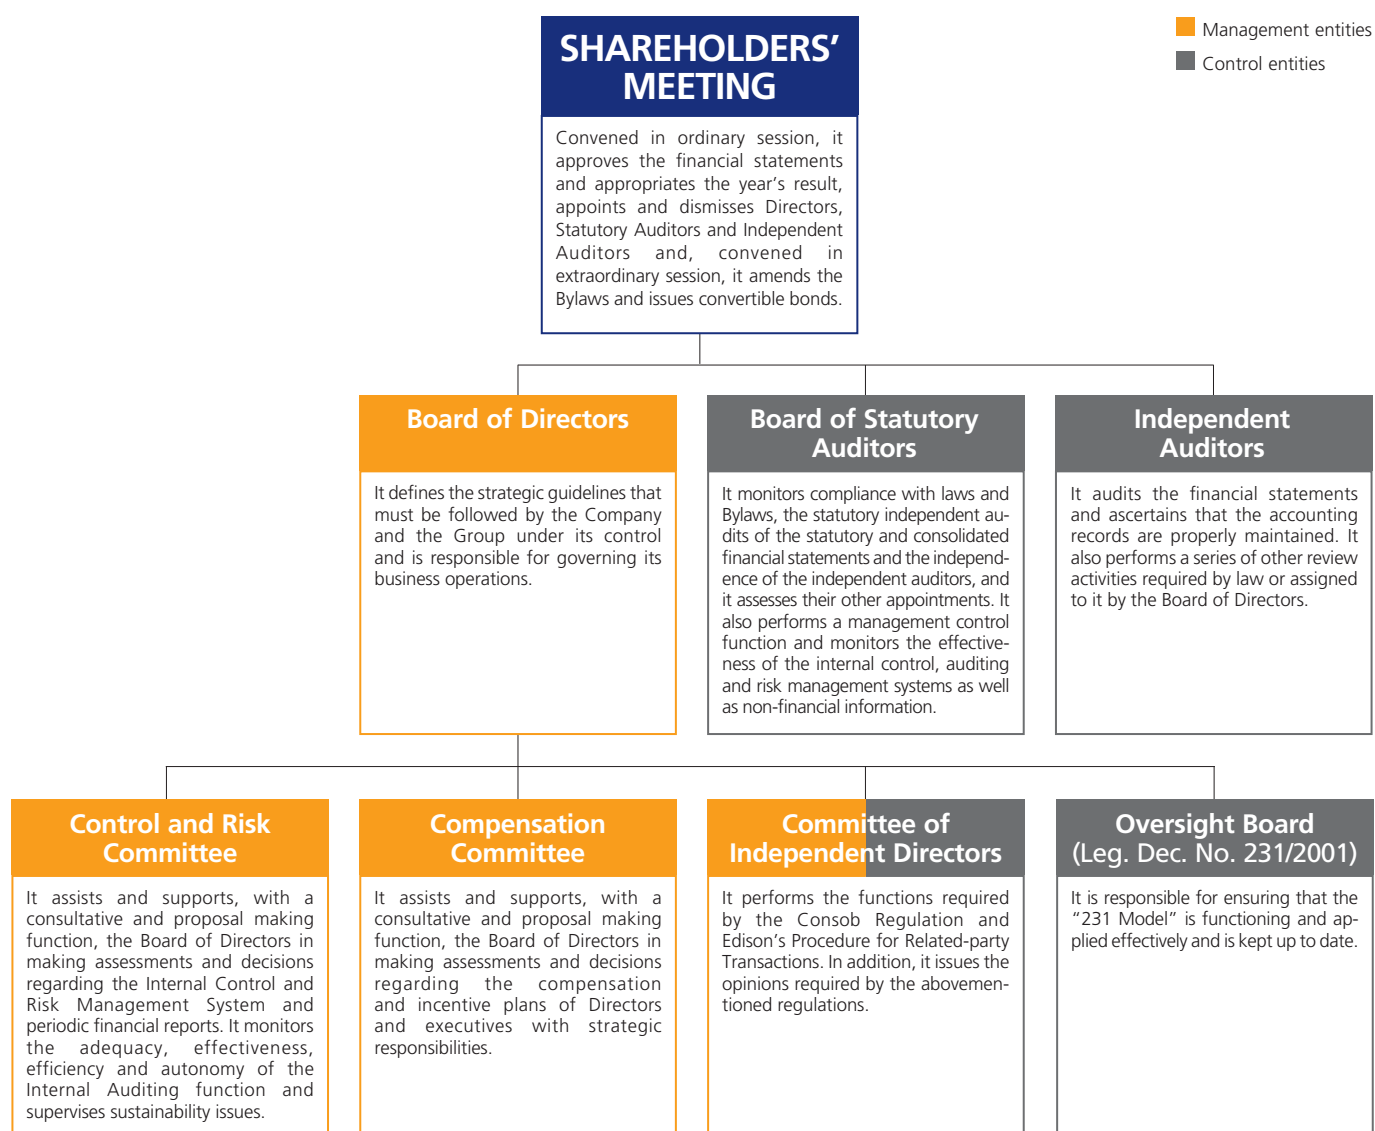 SHAREHOLDERS’
MEETING
Convened in ordinary session, it
approves the financial statements
and appropriates the year’s result,
appoints and dismisses Directors,
Statutory Auditors and Independent
Auditors and, convened in
extraordinary session, it amends the
Bylaws and issues convertible bonds.
Management entities
Control entities
Board of Directors
It defines the strategic guidelines that
must be followed by the Company
and the Group under its control
and is responsible for governing its
business operations.
Board of Statutory
Auditors
It monitors compliance with laws and
Bylaws, the statutory independent au-
dits of the statutory and consolidated
financial statements and the independ-
ence of the independent auditors, and
it assesses their other appointments. It
also performs a management control
function and monitors the effective-
ness of the internal control, auditing
and risk management systems as well
as non-financial information.
Independent
Auditors
It audits the financial statements
and ascertains that the accounting
records are properly maintained. It
also performs a series of other review
activities required by law or assigned
to it by the Board of Directors.
Control and Risk
Committee
It assists and supports, with a
consultative and proposal making
function, the Board of Directors in
making assessments and decisions
regarding the Internal Control and
Risk Management System and
periodic financial reports. It monitors
the adequacy, effectiveness,
efficiency and autonomy of the
Internal Auditing function and
supervises sustainability issues.
Compensation
Committee
It assists and supports, with a
consultative and proposal making
function, the Board of Directors in
making assessments and decisions
regarding the compensation
and incentive plans of Directors
and executives with strategic
responsibilities.
Committee of
Independent Directors
It performs the functions required
by the Consob Regulation and
Edison’s Procedure for Related-party
Transactions. In addition, it issues the
opinions required by the abovemen-
tioned regulations.
Oversight Board
(Leg. Dec. No. 231/2001)
It is responsible for ensuring that the
“231 Model” is functioning and ap-
plied effectively and is kept up to date.